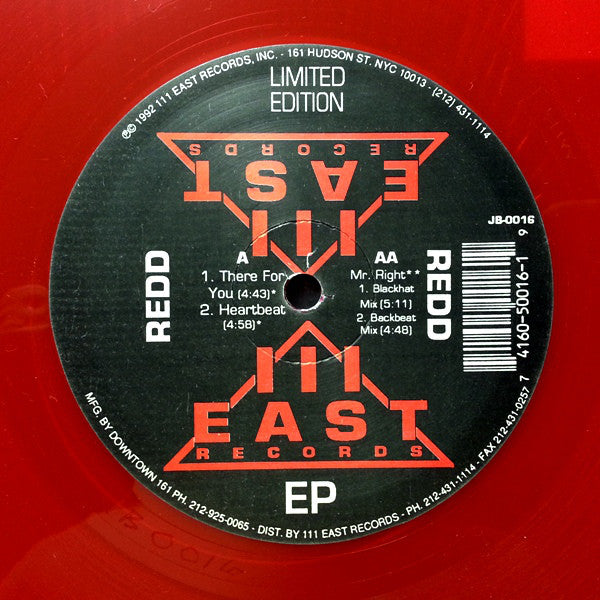 ℗© 1992 111 EAST RECORDS, INC. - 161 HUDSON ST. NYC 10013 - (212) 431-1114
LIMITED
EDITION
RECORDS
EAST
111
JB-0016
REDD
A
1. There For
You (4:43)*
2. Heartbeat
(4:58)*
AA
Mr. Right**
1. Blackhat
Mix (5:11)
2. Backbeat
Mix (4:48)
REDD
4160-50016-1
9
7
111
EAST
RECORDS
EP
MFG. BY DOWNTOWN 161 PH. 212-925-0065 - DIST. BY 111 EAST RECORDS - PH. 212-431-1114 - FAX 212-431-0257